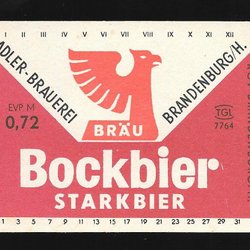 I II III IV V VI VII VIII IX X XI XII
ADLER-BRAUEREI
BRANDENBURG/H.
EVP M
0,72
TGL
7764
BRÄU
Bockbier
STARKBIER
1 3 5 7 9 11 13 15 17 19 21 23 25 27 29 31